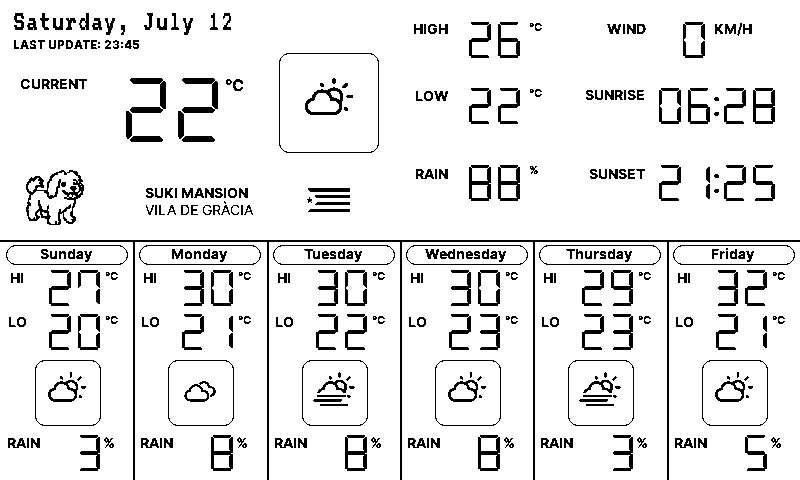 Saturday, July 12
LAST UPDATE: 23:45
CURRENT 22 °C
HIGH 26 °C
LOW 22 °C
RAIN 88 %
WIND 0 KM/H
SUNRISE 06:28
SUNSET 21:25
SUKI MANSION
VILA DE GRÀCIA
Sunday
HI 27 °C
LO 20 °C
RAIN 3 %
Monday
HI 30 °C
LO 21 °C
RAIN 8 %
Tuesday
HI 30 °C
LO 22 °C
RAIN 8 %
Wednesday
HI 30 °C
LO 23 °C
RAIN 8 %
Thursday
HI 29 °C
LO 23 °C
RAIN 3 %
Friday
HI 32 °C
LO 21 °C
RAIN 5 %